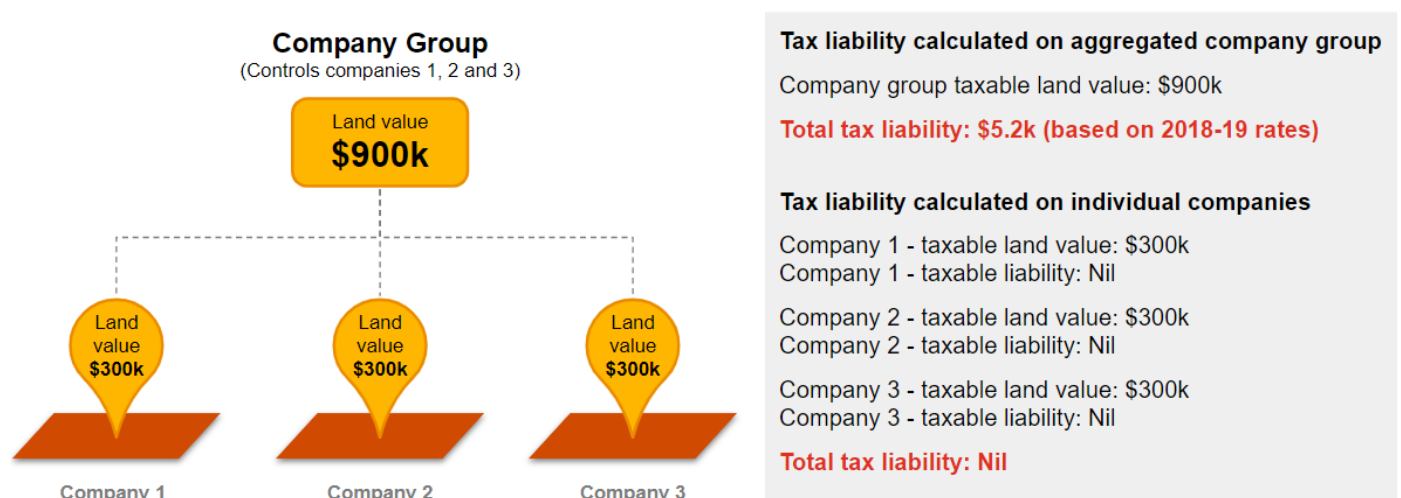 Company Group
(Controls companies 1, 2 and 3)
Land value
$900k
Land
value
$300k
Land
value
$300k
Land
value
$300k
Company 1
Company 2
Company 3
Tax liability calculated on aggregated company group
Company group taxable land value: $900k
Total tax liability: $5.2k (based on 2018-19 rates)
Tax liability calculated on individual companies
Company 1 - taxable land value: $300k
Company 1 - taxable liability: Nil
Company 2 - taxable land value: $300k
Company 2 - taxable liability: Nil
Company 3 - taxable land value: $300k
Company 3 - taxable liability: Nil
Total tax liability: Nil